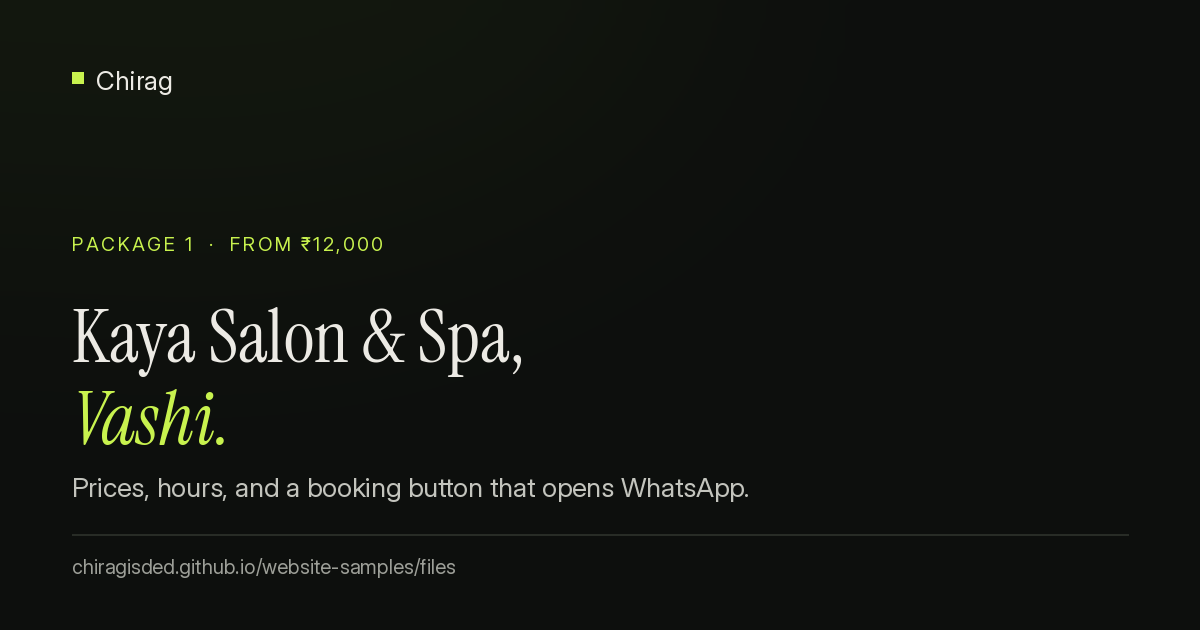 Chirag
PACKAGE 1 · FROM ₹12,000
Kaya Salon & Spa,
Vashi.
Prices, hours, and a booking button that opens WhatsApp.
chiragisded.github.io/website-samples/files